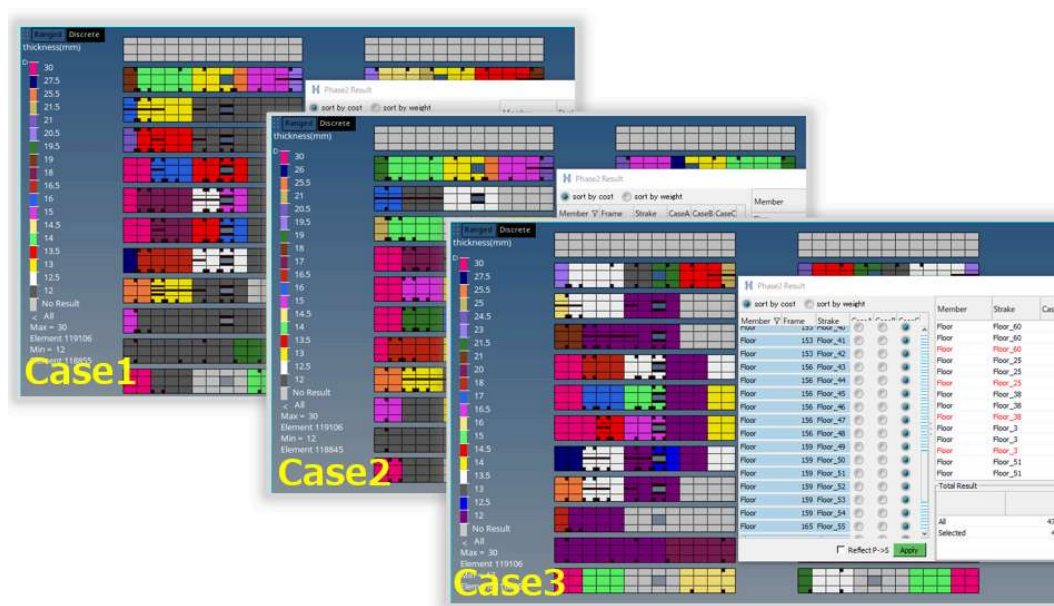 Ranged Discrete
thickness(mm)
30
27.5
25.5
21.5
21
20.5
19.5
19
18
16.5
16
15
14.5
14
13.5
13
12.5
12
No Result
< All
Max = 30
Element 119106
Min = 12
Element 118855
Case1
Phase2 Result
sort by cost sort by weight
Ranged Discrete
thickness(mm)
30
26
25.5
21
21
20.5
19.5
19
18
17
16.5
16
15
14.5
14
13.5
13
12.5
12
No Result
< All
Max = 30
Element 119106
Min = 12
Element 118845
Case2
Phase2 Result
sort by cost sort by weight
Member
Member Frame Strake CaseA CaseB CaseC
Ranged Discrete
thickness(mm)
30
27.5
25.5
25
24.5
23
21.5
21
20
18
17
16.5
16
15
14.5
14
13.5
13
12.5
12
No Result
< All
Max = 30
Element 119106
Case3
Phase2 Result
sort by cost sort by weight
Member Frame Strake
Floor 153 Floor_41
Floor 153 Floor_42
Floor 156 Floor_43
Floor 156 Floor_44
Floor 156 Floor_45
Floor 156 Floor_46
Floor 156 Floor_47
Floor 156 Floor_48
Floor 159 Floor_49
Floor 159 Floor_50
Floor 159 Floor_51
Floor 159 Floor_52
Floor 159 Floor_53
Floor 159 Floor_54
Floor 165 Floor_55
Reflect P->S Apply
Member Strake
Floor Floor_60
Floor Floor_60
Floor Floor_60
Floor Floor_25
Floor Floor_25
Floor Floor_25
Floor Floor_38
Floor Floor_38
Floor Floor_38
Floor Floor_3
Floor Floor_3
Floor Floor_3
Floor Floor_51
Floor Floor_51
Total Result
All
Selected